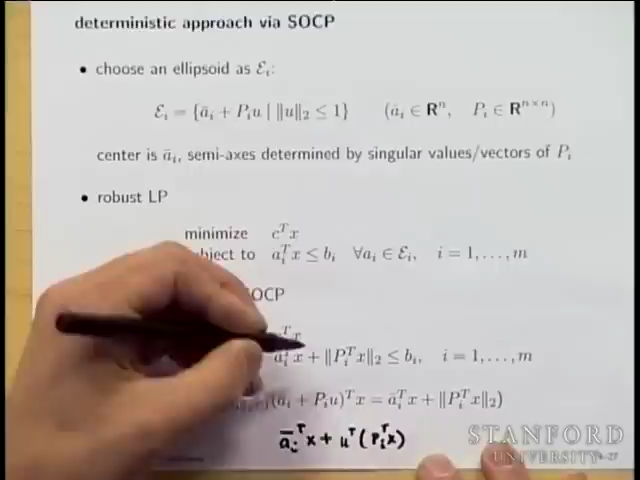 deterministic approach via SOCP
• choose an ellipsoid as ℰᵢ:
ℰᵢ = {āᵢ + Pᵢu | ‖u‖₂ ≤ 1} (āᵢ ∈ Rⁿ, Pᵢ ∈ Rⁿˣⁿ)
center is āᵢ, semi-axes determined by singular values/vectors of Pᵢ
• robust LP
minimize cᵀx
bject to aᵢᵀx ≤ bᵢ ∀aᵢ ∈ ℰᵢ, i = 1, . . . , m
SOCP
ᵀx
āᵢᵀx + ‖Pᵢᵀx‖₂ ≤ bᵢ, i = 1, . . . , m
(āᵢ + Pᵢu)ᵀx = āᵢᵀx + ‖Pᵢᵀx‖₂)
āᵢᵀx + uᵀ(Pᵢᵀx)
STANFORD
UNIVERSITY